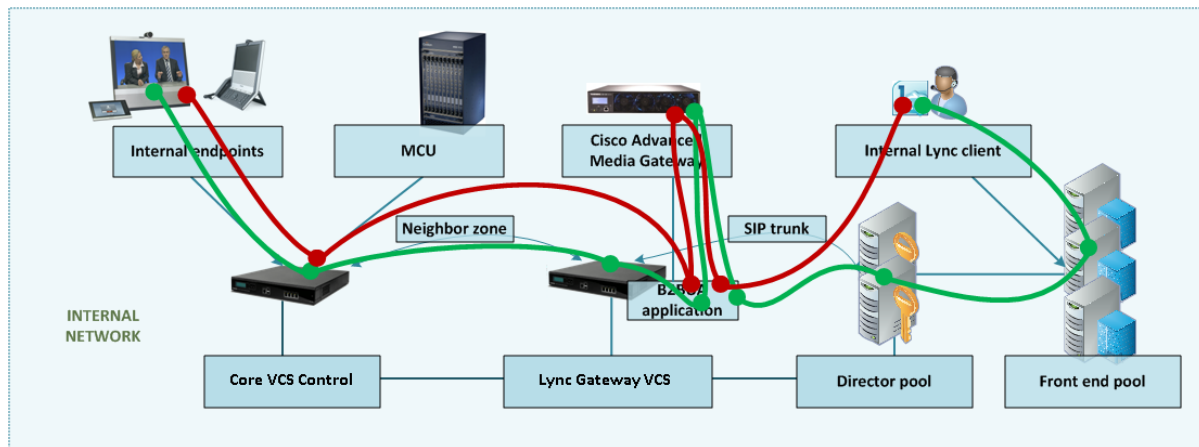 Internal endpoints
MCU
Cisco Advanced
Media Gateway
Internal Lync client
Neighbor zone
SIP trunk
B2BUA
application
INTERNAL
NETWORK
Core VCS Control
Lync Gateway VCS
Director pool
Front end pool